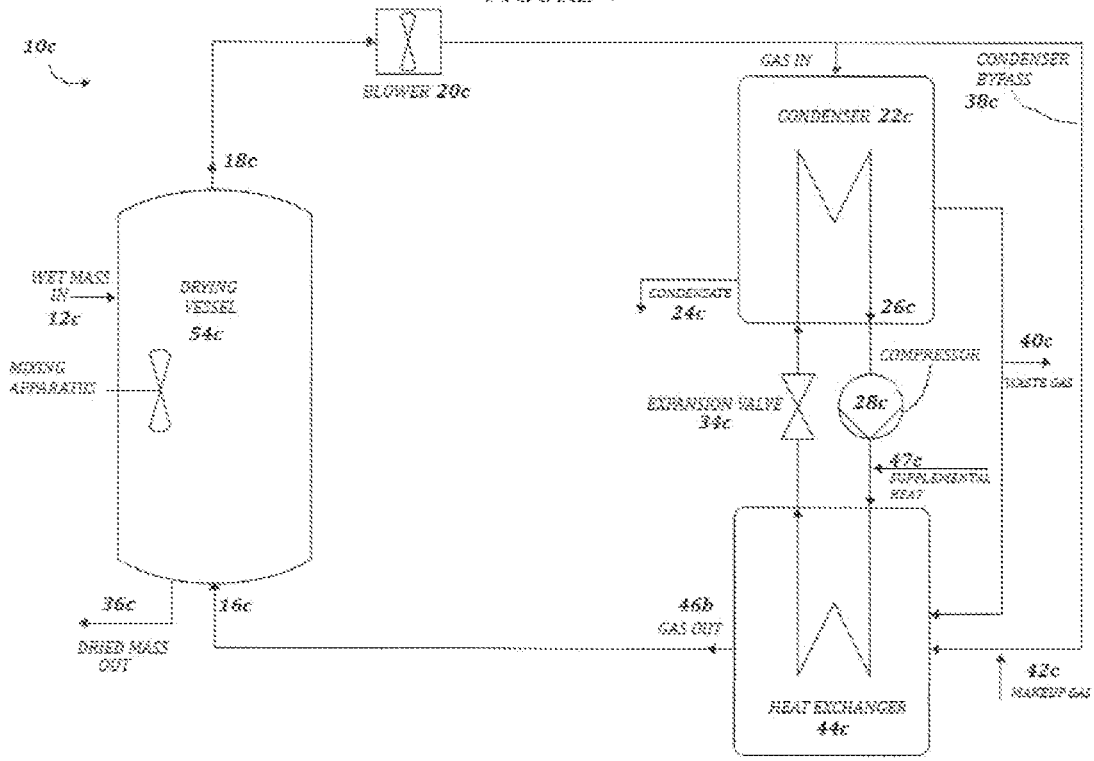 10c
BLOWER 20c
GAS IN
CONDENSER
BYPASS
38c
CONDENSER 22c
18c
WET MASS
IN
12c
DRYING
VESSEL
54c
MIXING
APPARATUS
CONDENSATE
24c
26c
COMPRESSOR
40c
WASTE GAS
EXPANSION VALVE
34c
28c
47c
SUPPLEMENTAL
HEAT
36c
DRIED MASS
OUT
16c
46b
GAS OUT
42c
MAKEUP GAS
HEAT EXCHANGER
44c